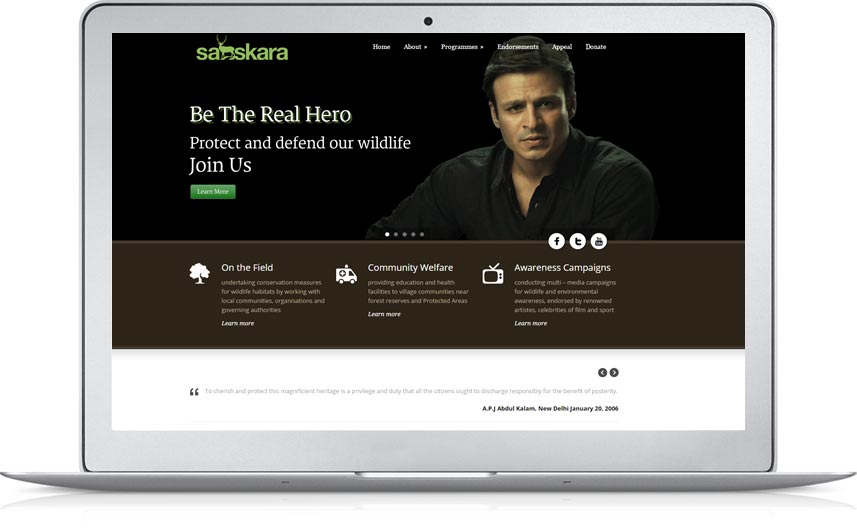 sanskara
Home About » Programmes » Endorsements Appeal Donate
Be The Real Hero
Protect and defend our wildlife
Join Us
Learn More
On the Field
undertaking conservation measures
for wildlife habitats by working with
local communities, organisations and
governing authorities
Learn more
Community Welfare
providing education and health
facilities to village communities near
forest reserves and Protected Areas
Learn more
Awareness Campaigns
conducting multi – media campaigns
for wildlife and environmental
awareness, endorsed by renowned
artistes, celebrities of film and sport
Learn more
“ To cherish and protect this magnificent heritage is a privilege and duty that all the citizens ought to discharge responsibly for the benefit of posterity.
A.P.J Abdul Kalam, New Delhi January 20, 2006